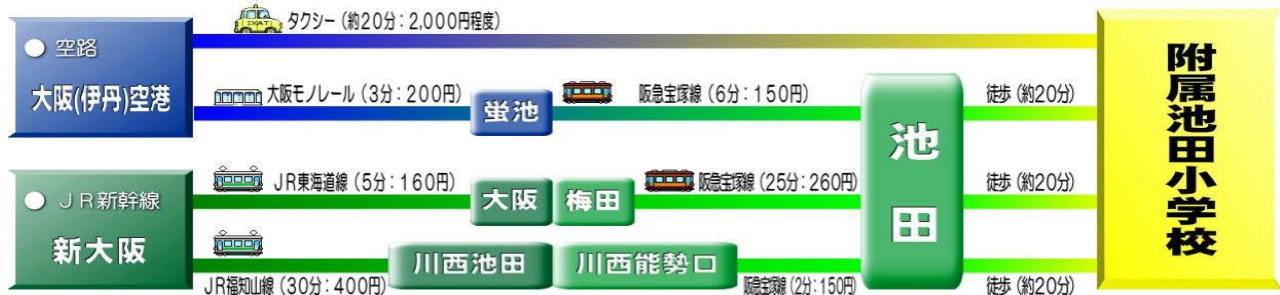 タクシー (約20分:2,000円程度)
● 空路
大阪(伊丹)空港
大阪モノレール (3分:200円)
蛍池
阪急宝塚線 (6分:150円)
徒歩 (約20分)
● JR新幹線
新大阪
JR東海道線 (5分:160円)
大阪
梅田
阪急宝塚線 (25分:260円)
徒歩 (約20分)
JR福知山線 (30分:400円)
川西池田
川西能勢口
阪急宝塚線 (2分:150円)
徒歩 (約20分)
池田
附属池田小学校